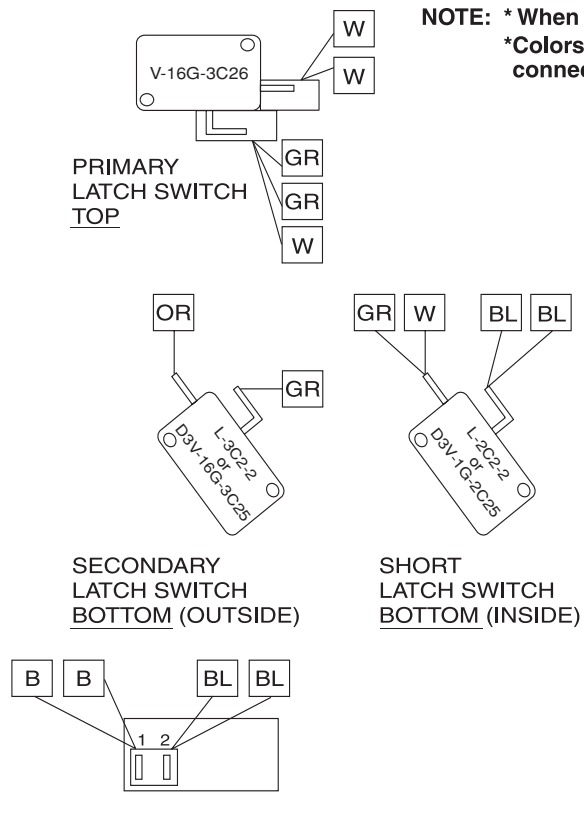 NOTE: * When
*Colors
connec
W
W
V-16G-3C26
GR
GR
W
PRIMARY
LATCH SWITCH
TOP
OR
GR
L-3C2-2
or
D3V-16G-3C25
SECONDARY
LATCH SWITCH
BOTTOM (OUTSIDE)
GR W BL BL
L-2C2-2
or
D3V-1G-2C25
SHORT
LATCH SWITCH
BOTTOM (INSIDE)
B B BL BL
1 2